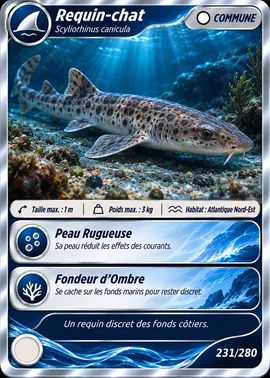 Requin-chat
COMMUNE
Scyliorhinus canicula
Taille max. : 1 m
Poids max. : 3 kg
Habitat : Atlantique Nord-Est
Peau Rugueuse
Sa peau réduit les effets des courants.
Fondeur d'Ombre
Se cache sur les fonds marins pour rester discret.
Un requin discret des fonds côtiers.
231/280